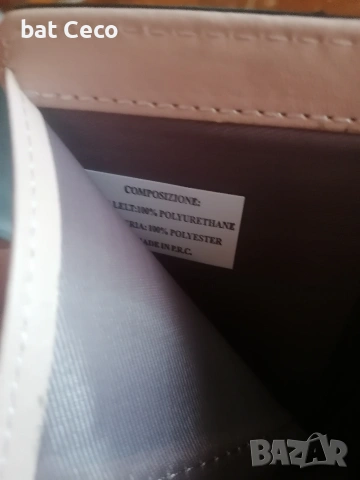 bat Ceco
COMPOSIZIONE:
100% POLYURETHANE
100% POLYESTER
MADE IN P.R.C.
BAZAR